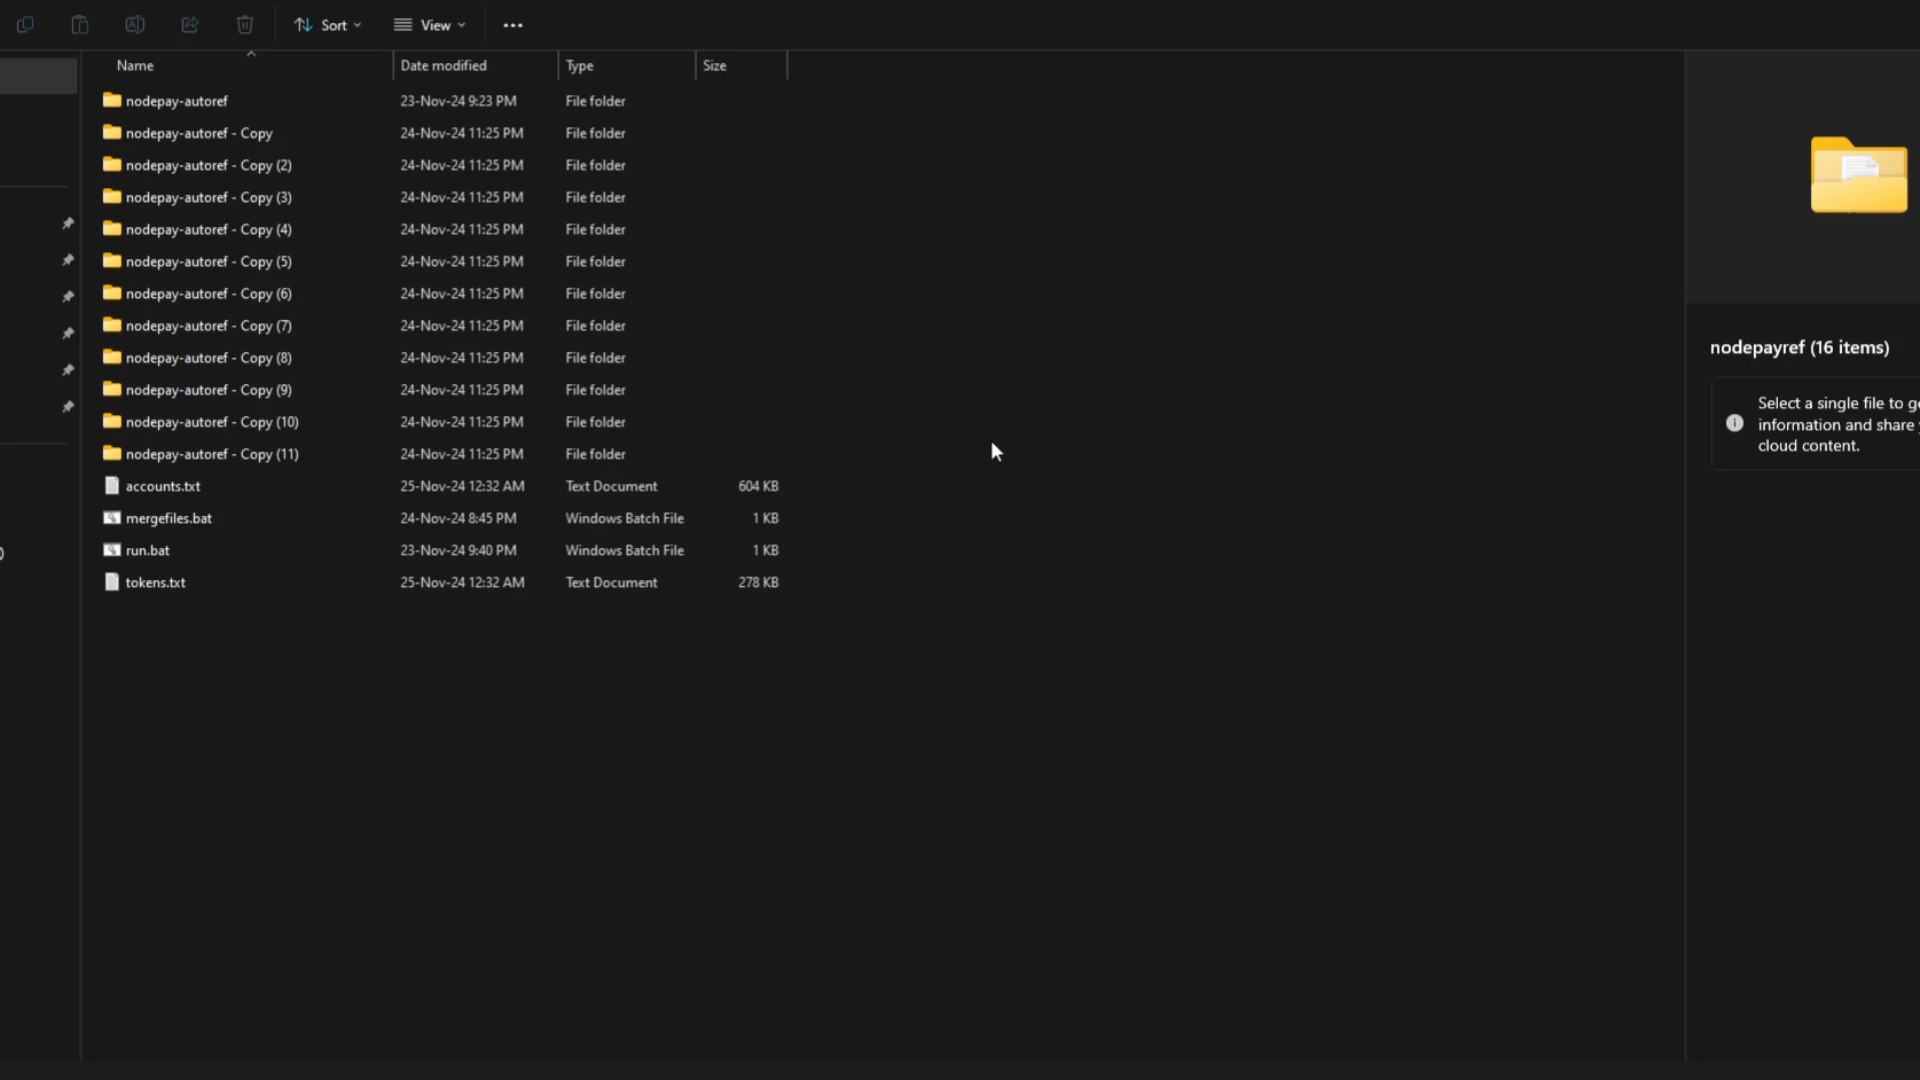 Sort View
Name Date modified Type Size
nodepay-autoref 23-Nov-24 9:23 PM File folder
nodepay-autoref - Copy 24-Nov-24 11:25 PM File folder
nodepay-autoref - Copy (2) 24-Nov-24 11:25 PM File folder
nodepay-autoref - Copy (3) 24-Nov-24 11:25 PM File folder
nodepay-autoref - Copy (4) 24-Nov-24 11:25 PM File folder
nodepay-autoref - Copy (5) 24-Nov-24 11:25 PM File folder
nodepay-autoref - Copy (6) 24-Nov-24 11:25 PM File folder
nodepay-autoref - Copy (7) 24-Nov-24 11:25 PM File folder
nodepay-autoref - Copy (8) 24-Nov-24 11:25 PM File folder
nodepay-autoref - Copy (9) 24-Nov-24 11:25 PM File folder
nodepay-autoref - Copy (10) 24-Nov-24 11:25 PM File folder
nodepay-autoref - Copy (11) 24-Nov-24 11:25 PM File folder
accounts.txt 25-Nov-24 12:32 AM Text Document 604 KB
mergefiles.bat 24-Nov-24 8:45 PM Windows Batch File 1 KB
run.bat 23-Nov-24 9:40 PM Windows Batch File 1 KB
tokens.txt 25-Nov-24 12:32 AM Text Document 278 KB
nodepayref (16 items)
Select a single file to
information and share
cloud content.